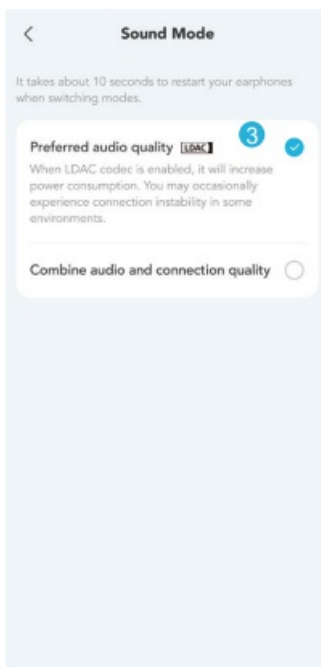 Sound Mode
It takes about 10 seconds to restart your earphones
when switching modes.
3
Preferred audio quality LDAC
When LDAC codec is enabled, it will increase
power consumption. You may occasionally
experience connection instability in some
environments.
Combine audio and connection quality